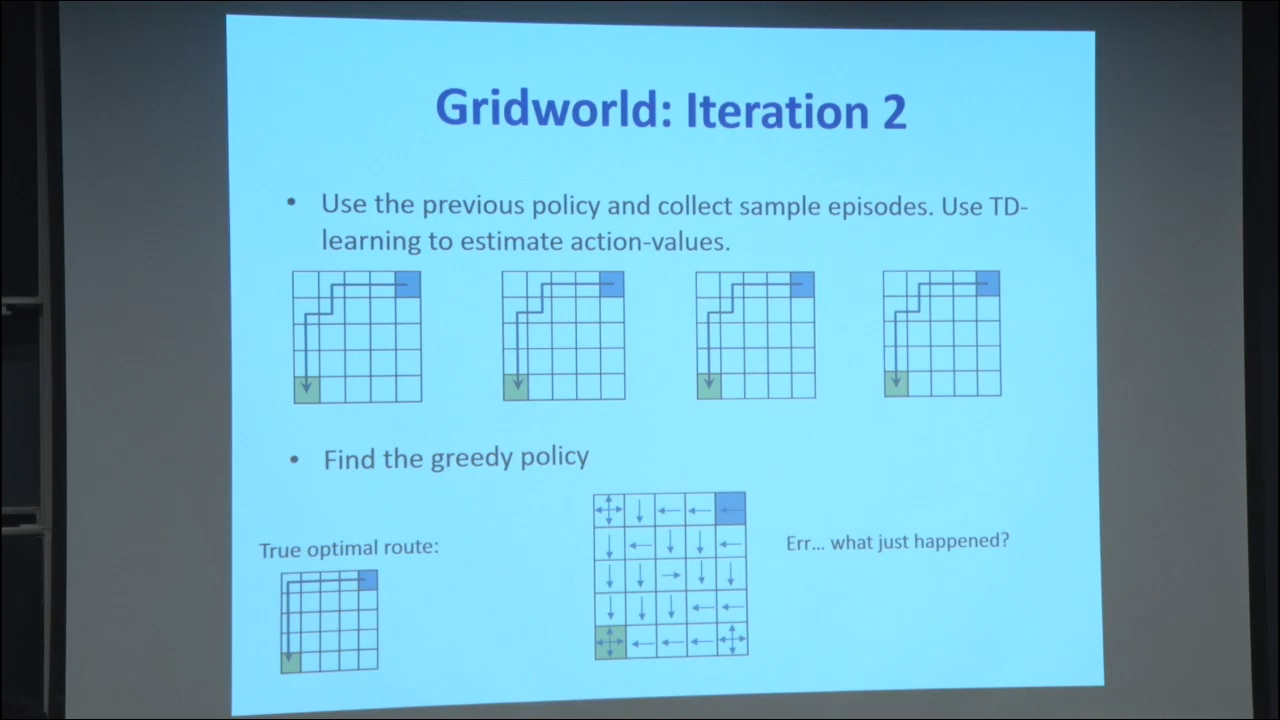 Gridworld: Iteration 2
• Use the previous policy and collect sample episodes. Use TD-
learning to estimate action-values.
• Find the greedy policy
True optimal route:
Err... what just happened?